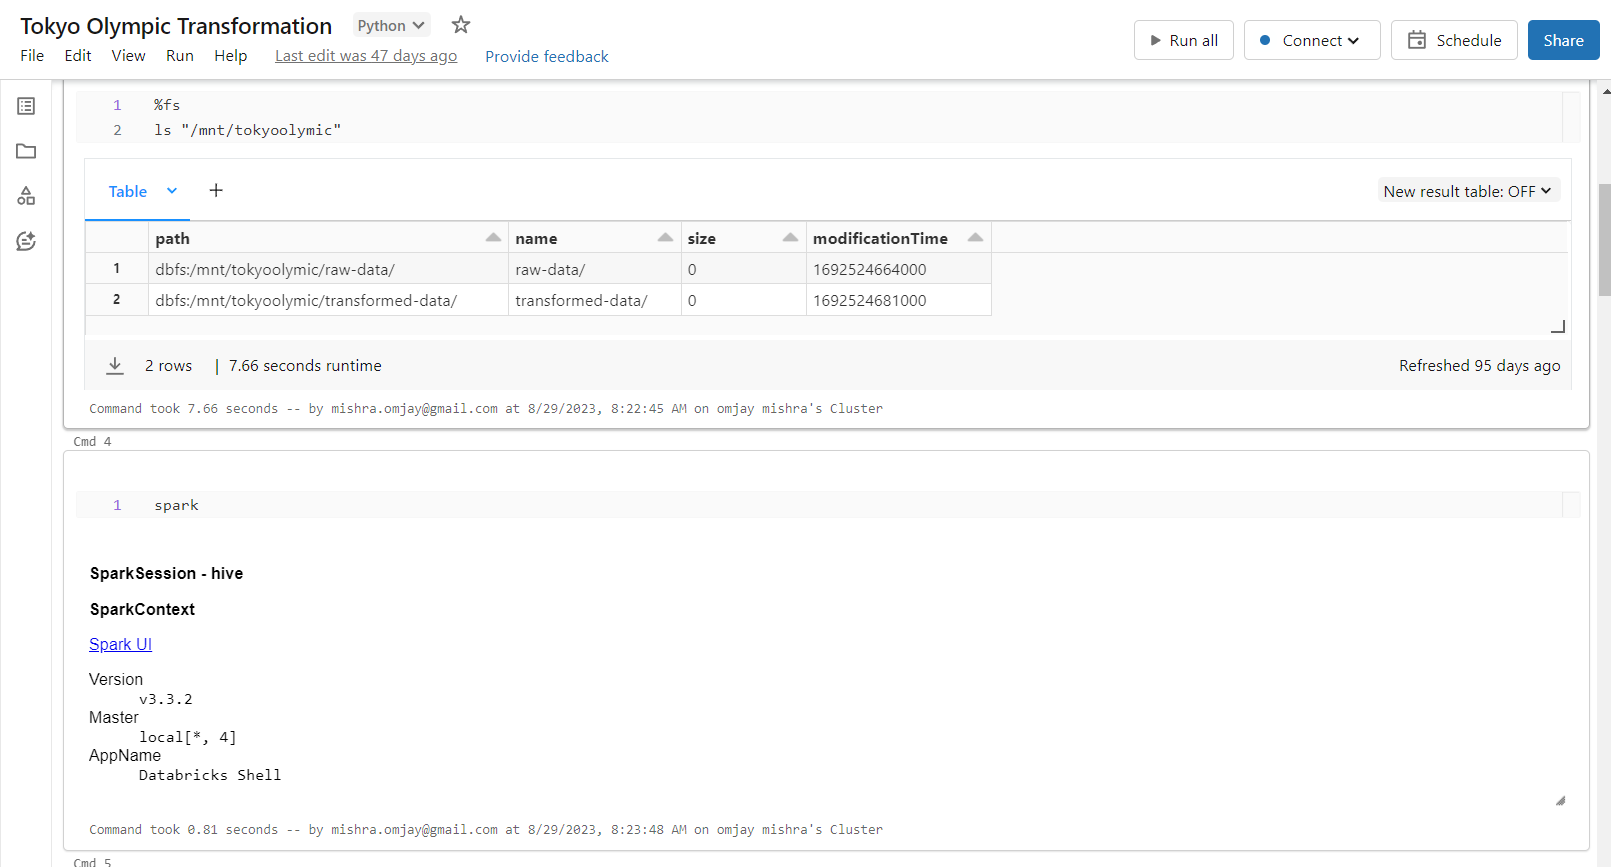 Tokyo Olympic Transformation Python
File Edit View Run Help Last edit was 47 days ago Provide feedback
Run all Connect Schedule Share
1 %fs
2 ls "/mnt/tokyoolymic"
Table + New result table: OFF
path name size modificationTime
1 dbfs:/mnt/tokyoolymic/raw-data/ raw-data/ 0 1692524664000
2 dbfs:/mnt/tokyoolymic/transformed-data/ transformed-data/ 0 1692524681000
2 rows | 7.66 seconds runtime Refreshed 95 days ago
Command took 7.66 seconds -- by mishra.omjay@gmail.com at 8/29/2023, 8:22:45 AM on omjay mishra's Cluster
Cmd 4
1 spark
SparkSession - hive
SparkContext
Spark UI
Version
v3.3.2
Master
local[*, 4]
AppName
Databricks Shell
Command took 0.81 seconds -- by mishra.omjay@gmail.com at 8/29/2023, 8:23:48 AM on omjay mishra's Cluster
Cmd 5